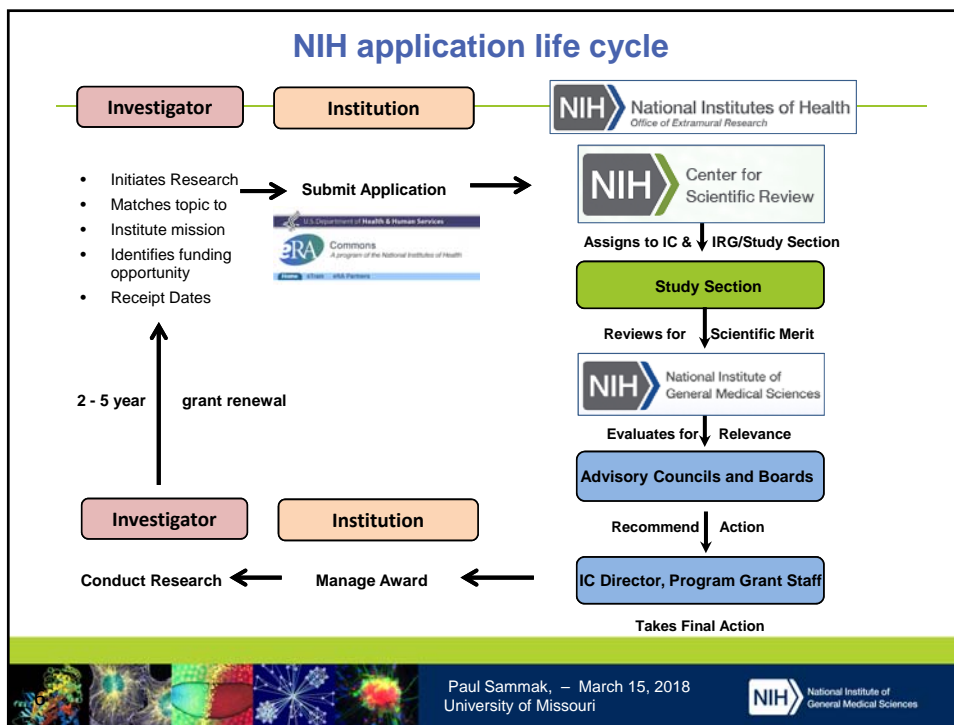 NIH application life cycle
Investigator
Institution
NIH National Institutes of Health
Office of Extramural Research
• Initiates Research
• Matches topic to
• Institute mission
• Identifies funding
opportunity
• Receipt Dates
Submit Application
U.S. Department of Health & Human Services
eRA Commons
A program of the National Institutes of Health
Home eTrain eRA Partners
NIH Center for
Scientific Review
Assigns to IC & IRG/Study Section
Study Section
Reviews for Scientific Merit
NIH National Institute of
General Medical Sciences
Evaluates for Relevance
Advisory Councils and Boards
Recommend Action
IC Director, Program Grant Staff
Takes Final Action
Institution
Manage Award
Investigator
Conduct Research
2 - 5 year grant renewal
Paul Sammak, – March 15, 2018
University of Missouri
NIH National Institute of
General Medical Sciences